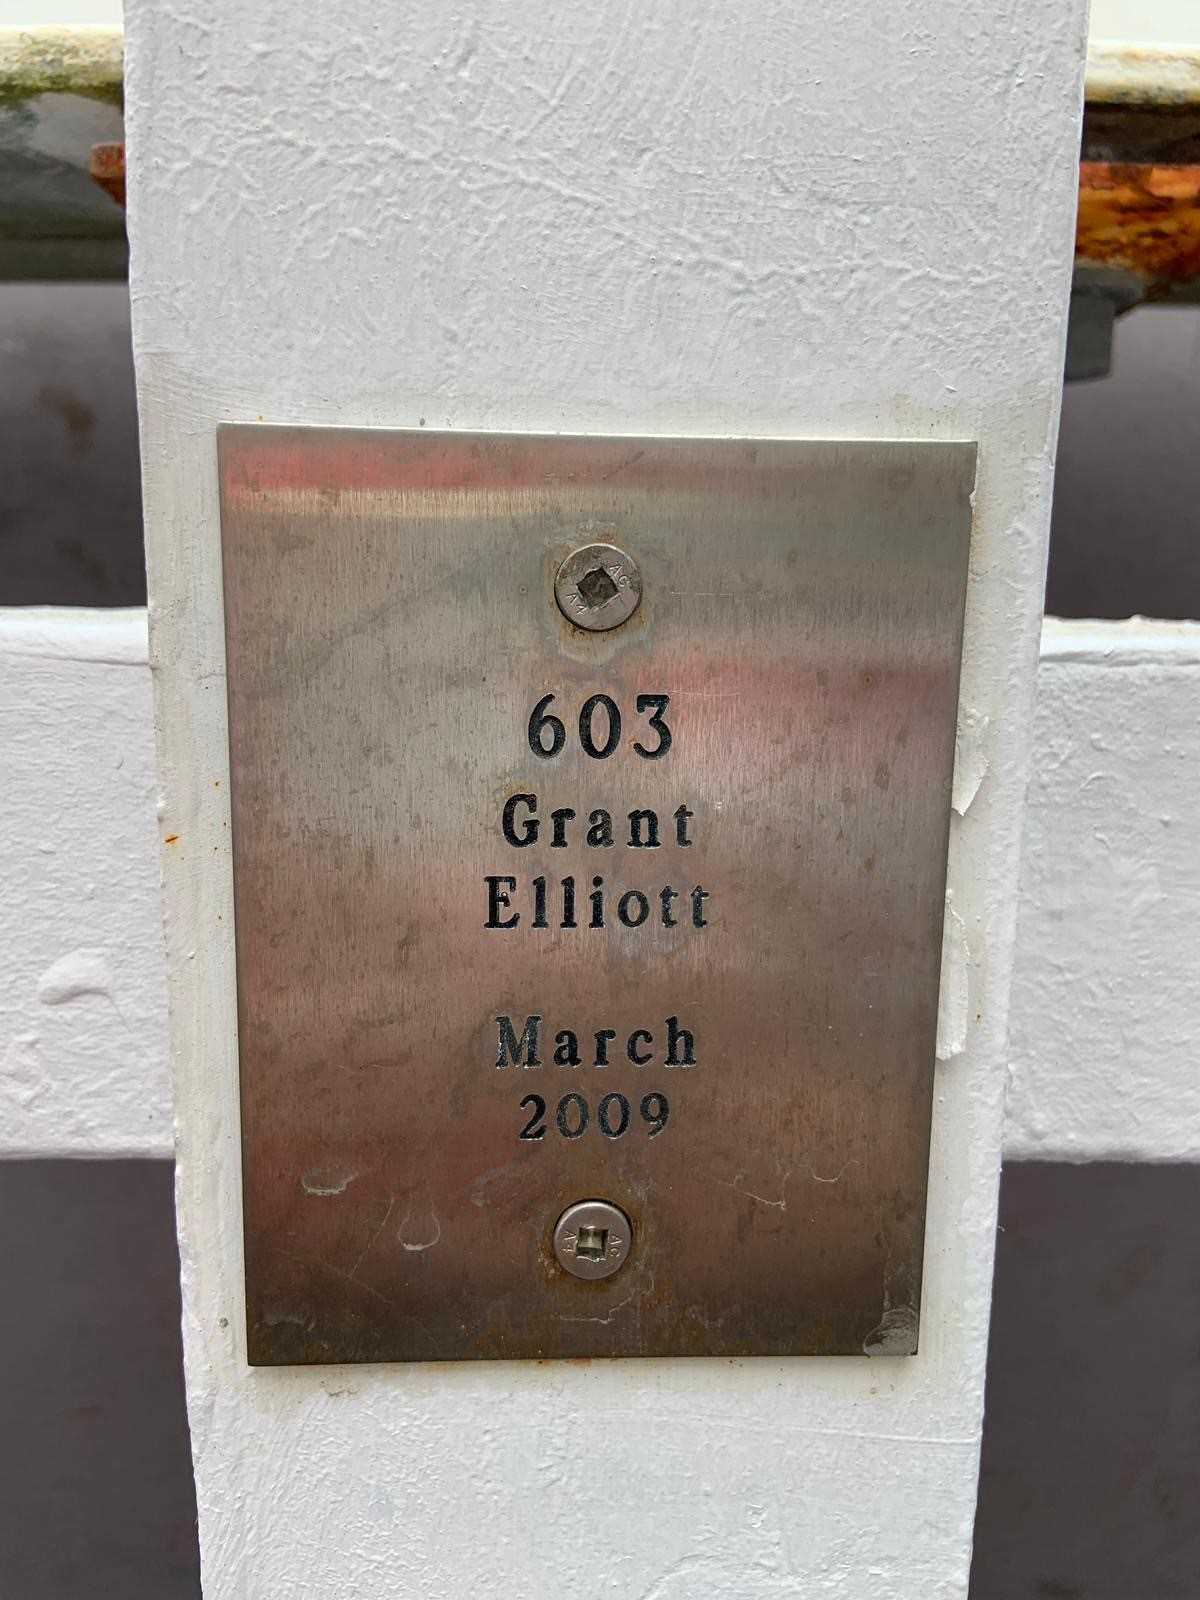 603
Grant
Elliott
March
2009